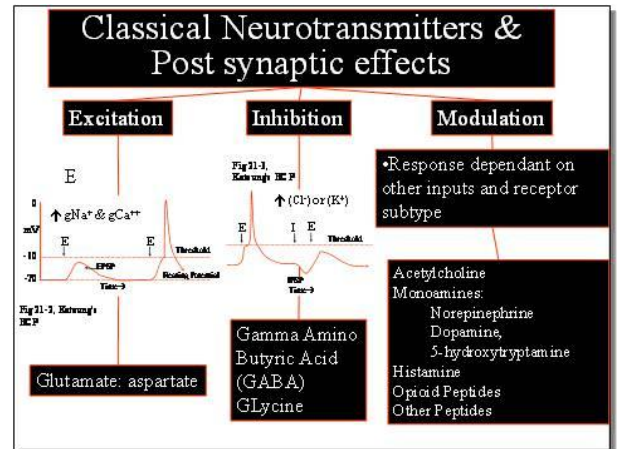 Classical Neurotransmitters &
Post synaptic effects
Excitation
Inhibition
Modulation
E
↑ gNa⁺ & gCa⁺⁺
0
mV
-10
-70
E
E
Threshold
EPSP
Resting Potential
Time→
Fig 21-2, Katzung's
BCP
Glutamate: aspartate
Fig 21-3,
Katzung's BCP
↑ (Cl⁻) or (K⁺)
E
I
E
Threshold
IPSP
Time→
Gamma Amino
Butyric Acid
(GABA)
GLycine
•Response dependant on
other inputs and receptor
subtype
Acetylcholine
Monoamines:
Norepinephrine
Dopamine,
5-hydroxytryptamine
Histamine
Opioid Peptides
Other Peptides